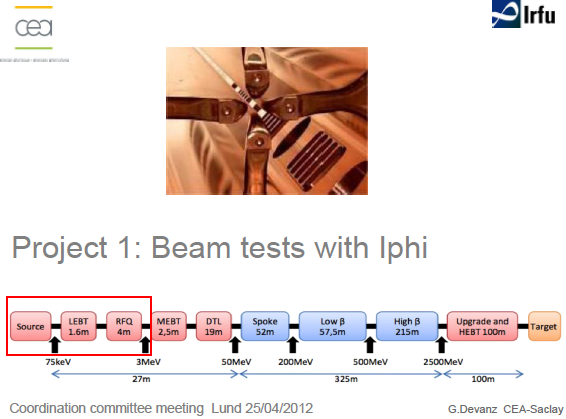 cea
Irfu
Project 1: Beam tests with Iphi
Source
LEBT
1.6m
RFQ
4m
MEBT
2,5m
DTL
19m
Spoke
52m
Low β
57,5m
High β
215m
Upgrade and
HEBT 100m
Target
75keV
3MeV
50MeV
200MeV
500MeV
2500MeV
27m
325m
100m
Coordination committee meeting Lund 25/04/2012
G.Devanz CEA-Saclay